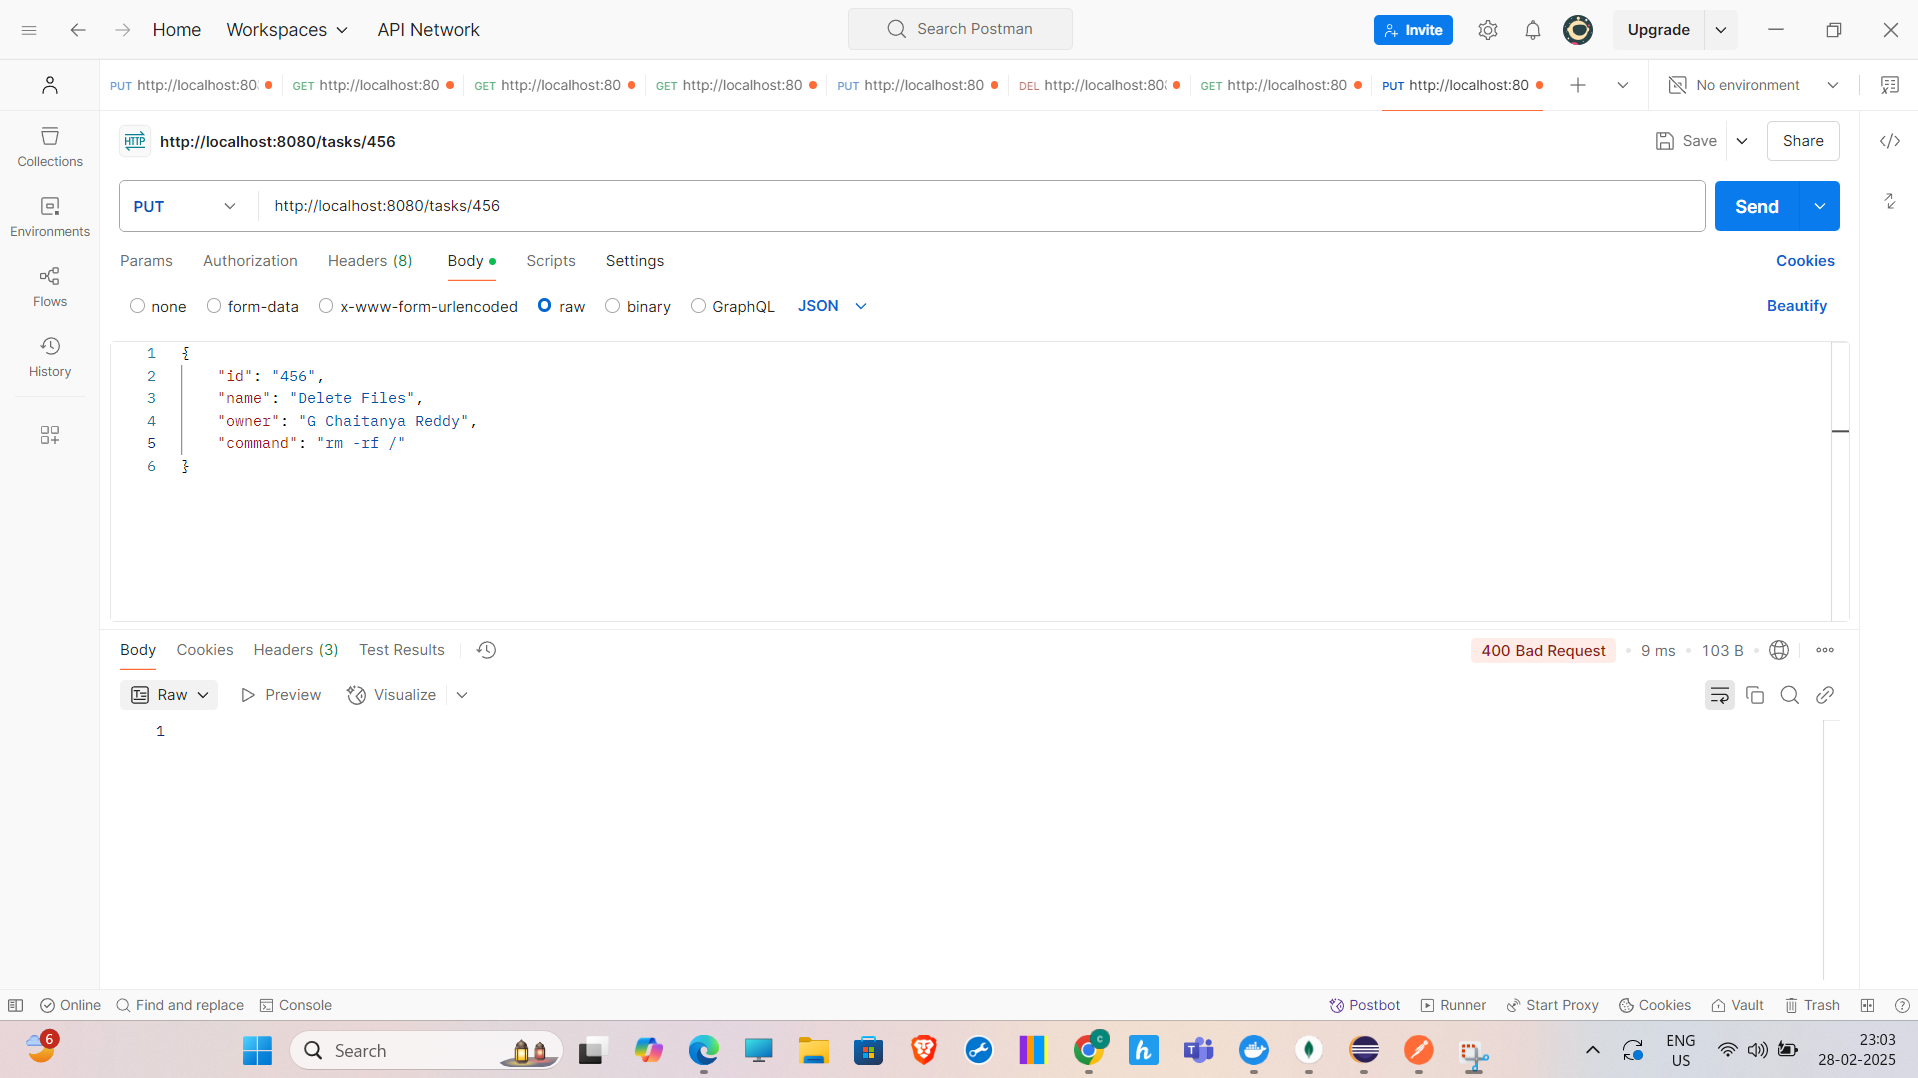 Home Workspaces API Network Search Postman Invite Upgrade
PUT http://localhost:80 GET http://localhost:80 GET http://localhost:80 GET http://localhost:80 PUT http://localhost:80 DEL http://localhost:80 GET http://localhost:80 PUT http://localhost:80 No environment
HTTP http://localhost:8080/tasks/456 Save Share
Collections
PUT http://localhost:8080/tasks/456 Send
Environments
Params Authorization Headers (8) Body Scripts Settings Cookies
Flows
none form-data x-www-form-urlencoded raw binary GraphQL JSON Beautify
History
1 {
2 "id": "456",
3 "name": "Delete Files",
4 "owner": "G Chaitanya Reddy",
5 "command": "rm -rf /"
6 }
Body Cookies Headers (3) Test Results 400 Bad Request 9 ms 103 B
Raw Preview Visualize
1
Online Find and replace Console Postbot Runner Start Proxy Cookies Vault Trash
6 Search C h ENG
US 23:03
28-02-2025